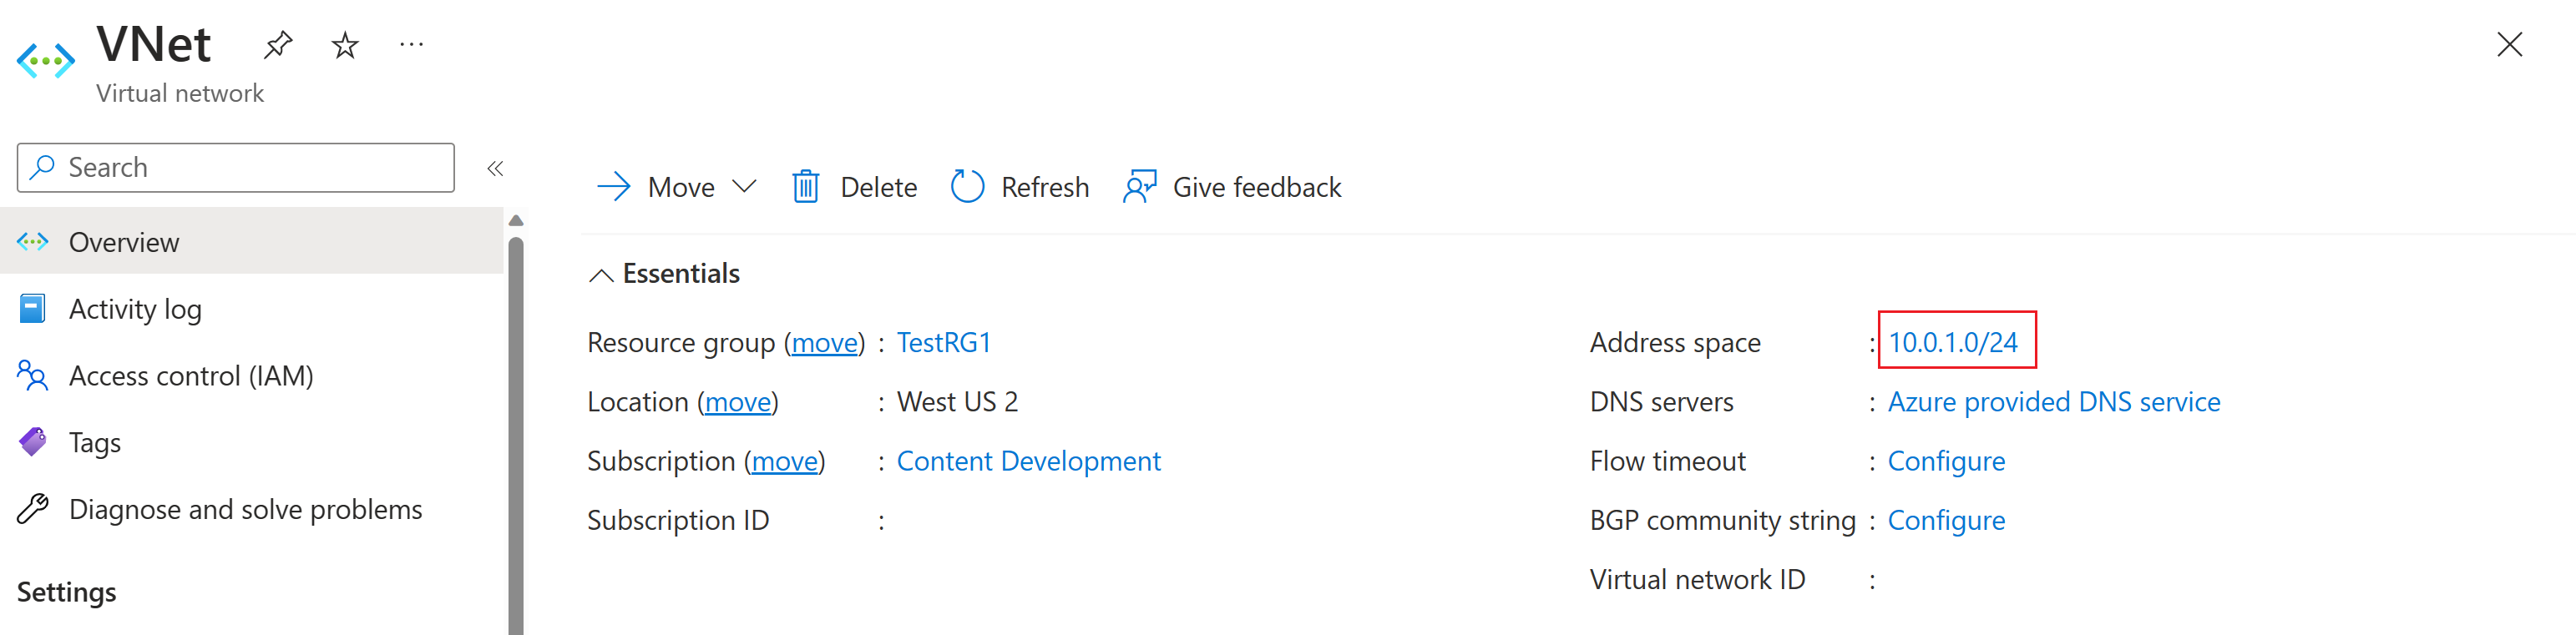 VNet
Virtual network
Search
Overview
Activity log
Access control (IAM)
Tags
Diagnose and solve problems
Settings
Move
Delete
Refresh
Give feedback
Essentials
Resource group (move) : TestRG1
Location (move) : West US 2
Subscription (move) : Content Development
Subscription ID :
Address space : 10.0.1.0/24
DNS servers : Azure provided DNS service
Flow timeout : Configure
BGP community string : Configure
Virtual network ID :